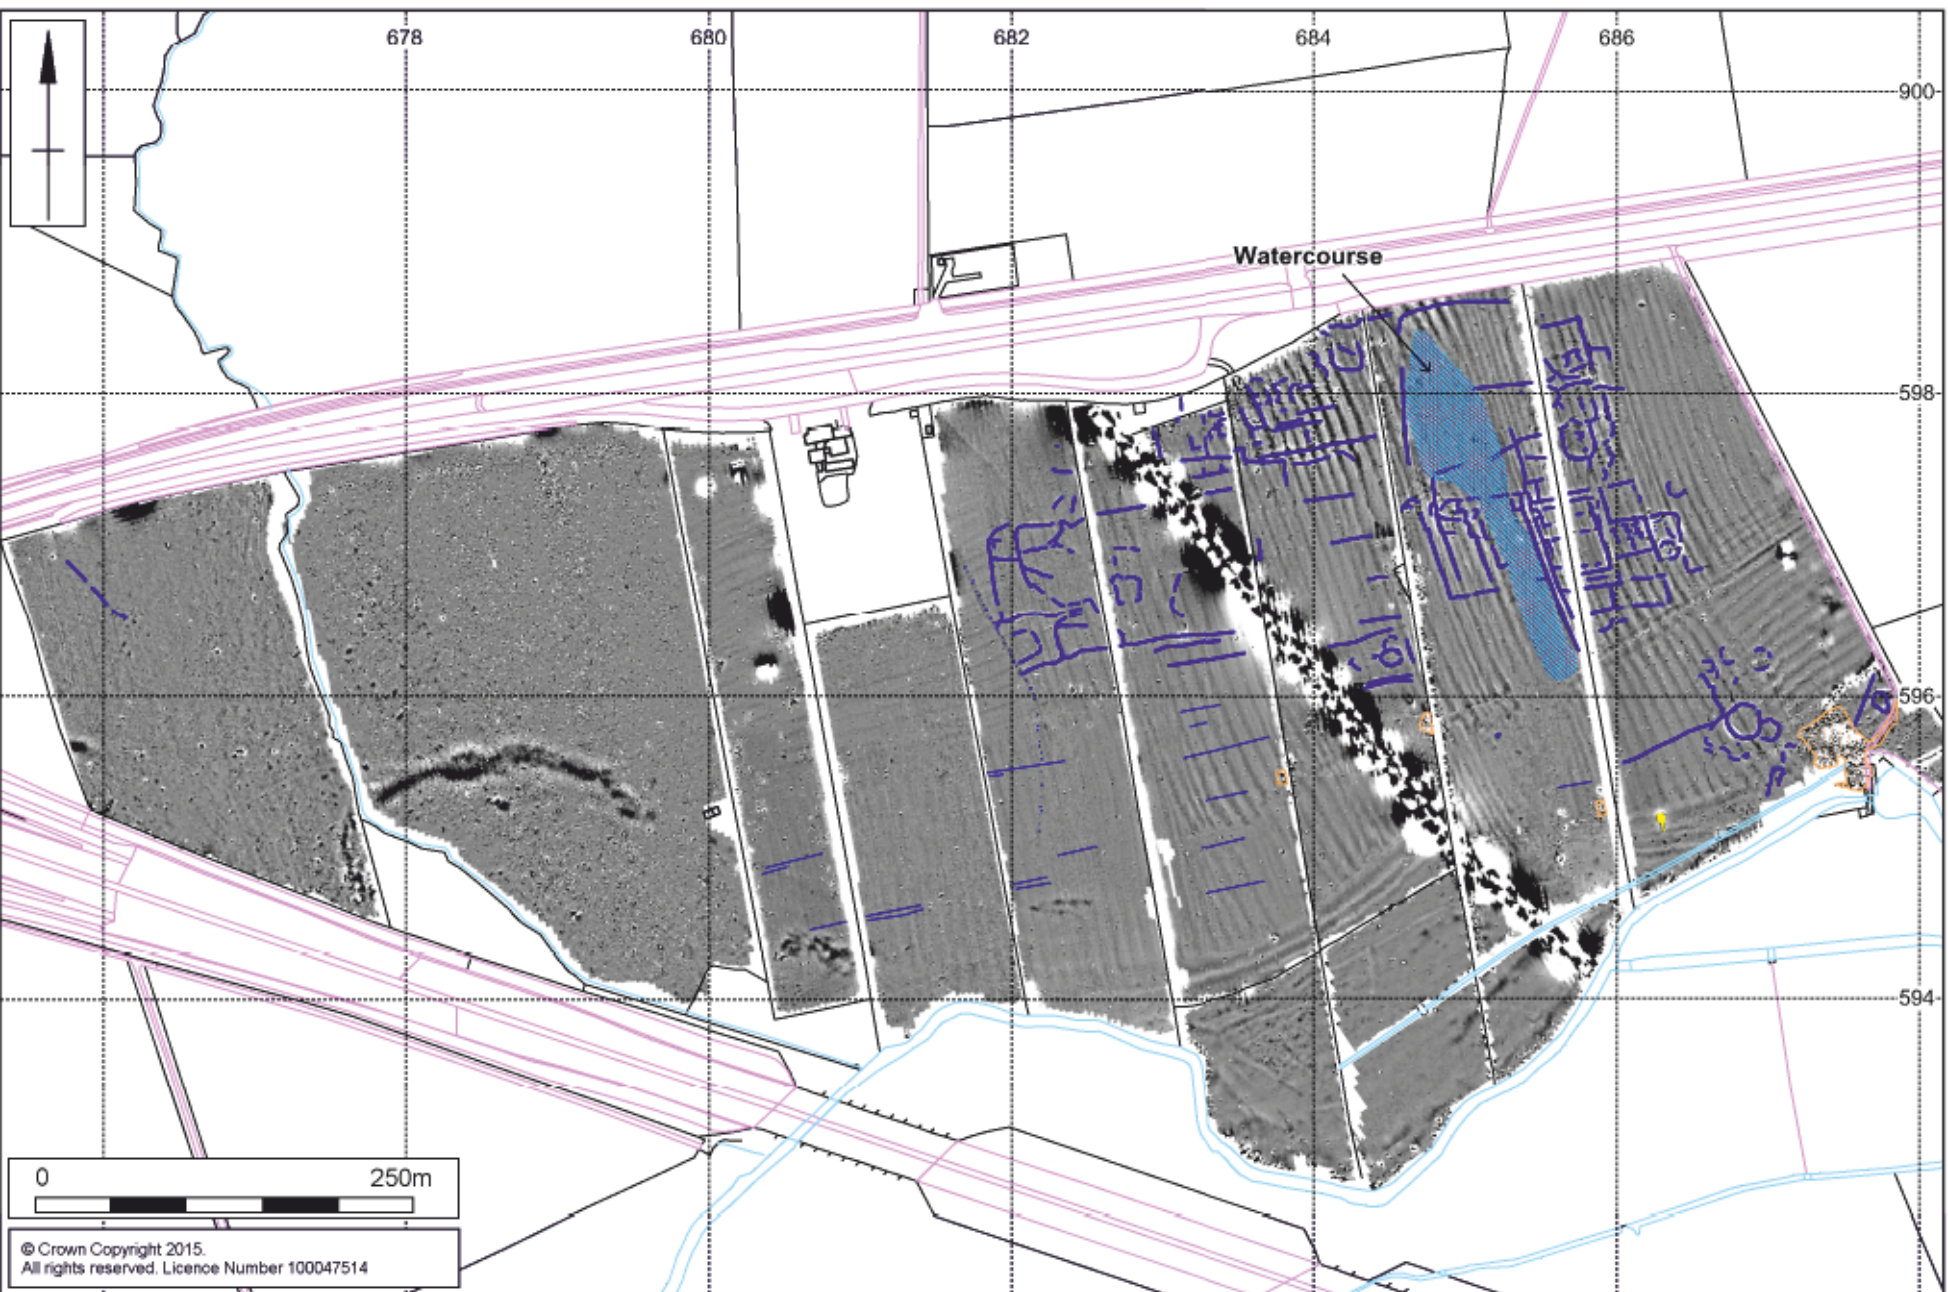 678
680
682
684
686
900
Watercourse
598
596
594
0
250m
© Crown Copyright 2015.
All rights reserved. Licence Number 100047514